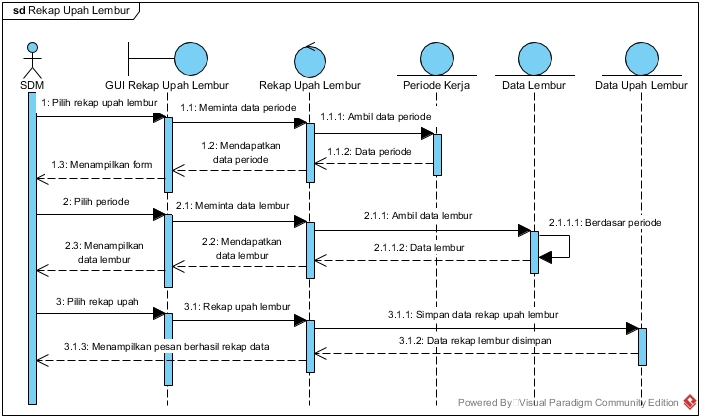 sd Rekap Upah Lembur
SDM
GUI Rekap Upah Lembur
Rekap Upah Lembur
Periode Kerja
Data Lembur
Data Upah Lembur
1: Pilih rekap upah lembur
1.1: Meminta data periode
1.1.1: Ambil data periode
1.2: Mendapatkan
data periode
1.1.2: Data periode
1.3: Menampilkan form
2: Pilih periode
2.1: Meminta data lembur
2.1.1: Ambil data lembur
2.1.1.1: Berdasar periode
2.3: Menampilkan
data lembur
2.2: Mendapatkan
data lembur
2.1.1.2: Data lembur
3: Pilih rekap upah
3.1: Rekap upah lembur
3.1.1: Simpan data rekap upah lembur
3.1.2: Data rekap lembur disimpan
3.1.3: Menampilkan pesan berhasil rekap data
Powered By Visual Paradigm Community Edition